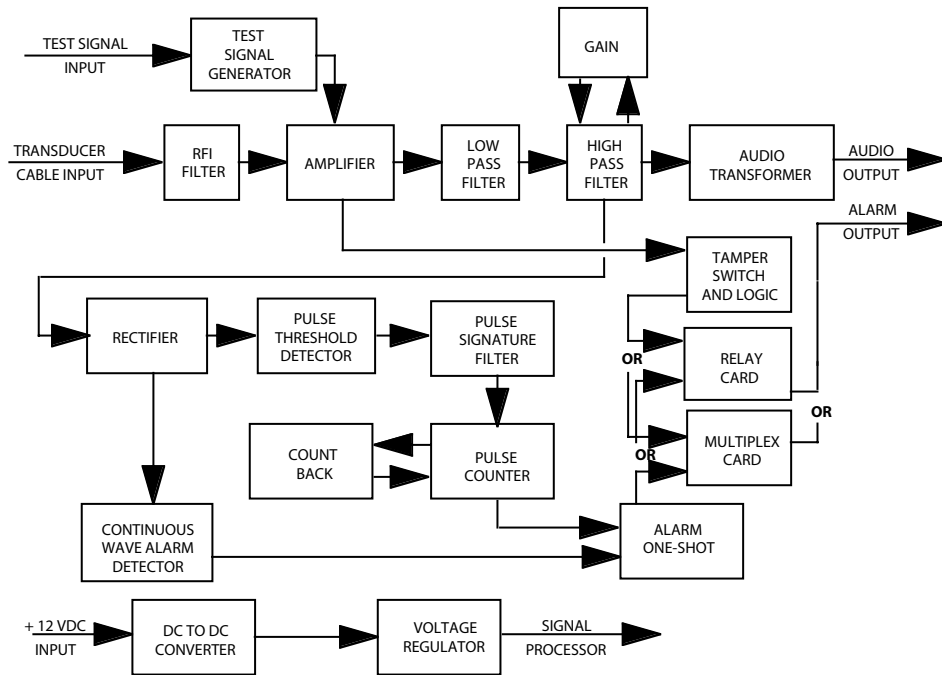 TEST SIGNAL
INPUT
TEST
SIGNAL
GENERATOR
GAIN
TRANSDUCER
CABLE INPUT
RFI
FILTER
AMPLIFIER
LOW
PASS
FILTER
HIGH
PASS
FILTER
AUDIO
TRANSFORMER
AUDIO
OUTPUT
ALARM
OUTPUT
TAMPER
SWITCH
AND LOGIC
RECTIFIER
PULSE
THRESHOLD
DETECTOR
PULSE
SIGNATURE
FILTER
OR
RELAY
CARD
OR
COUNT
BACK
PULSE
COUNTER
OR
MULTIPLEX
CARD
CONTINUOUS
WAVE ALARM
DETECTOR
ALARM
ONE-SHOT
+ 12 VDC
INPUT
DC TO DC
CONVERTER
VOLTAGE
REGULATOR
SIGNAL
PROCESSOR